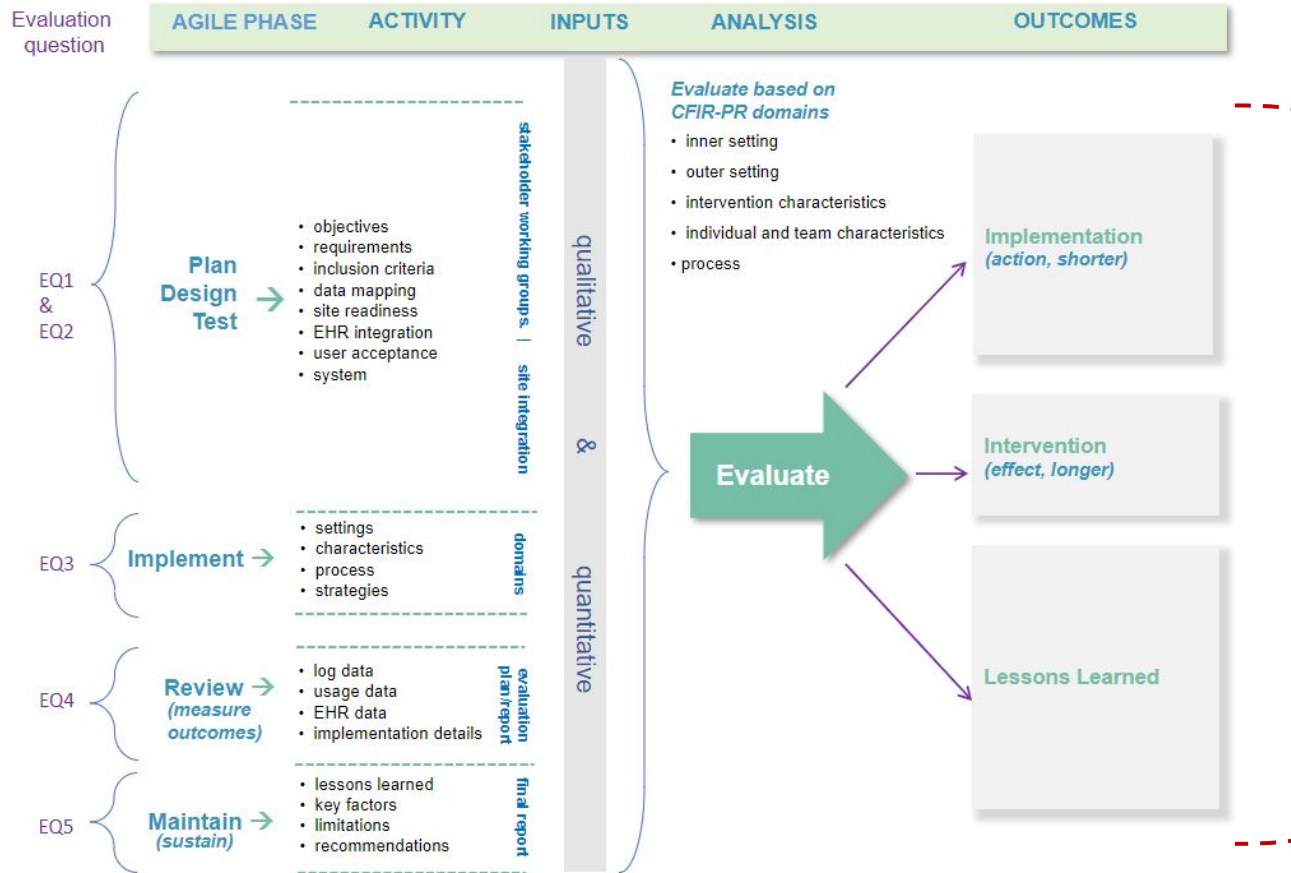 Evaluation
question
AGILE PHASE
ACTIVITY
INPUTS
ANALYSIS
OUTCOMES
EQ1
&
EQ2
Plan
Design
Test
→
• objectives
• requirements
• inclusion criteria
• data mapping
• site readiness
• EHR integration
• user acceptance
• system
stakeholder working groups. | site integration
EQ3
Implement →
• settings
• characteristics
• process
• strategies
domains
EQ4
Review →
(measure
outcomes)
• log data
• usage data
• EHR data
• implementation details
evaluation
plan/report
EQ5
Maintain →
(sustain)
• lessons learned
• key factors
• limitations
• recommendations
final report
qualitative & quantitative
Evaluate based on
CFIR-PR domains
• inner setting
• outer setting
• intervention characteristics
• individual and team characteristics
• process
Evaluate
Implementation
(action, shorter)
Intervention
(effect, longer)
Lessons Learned